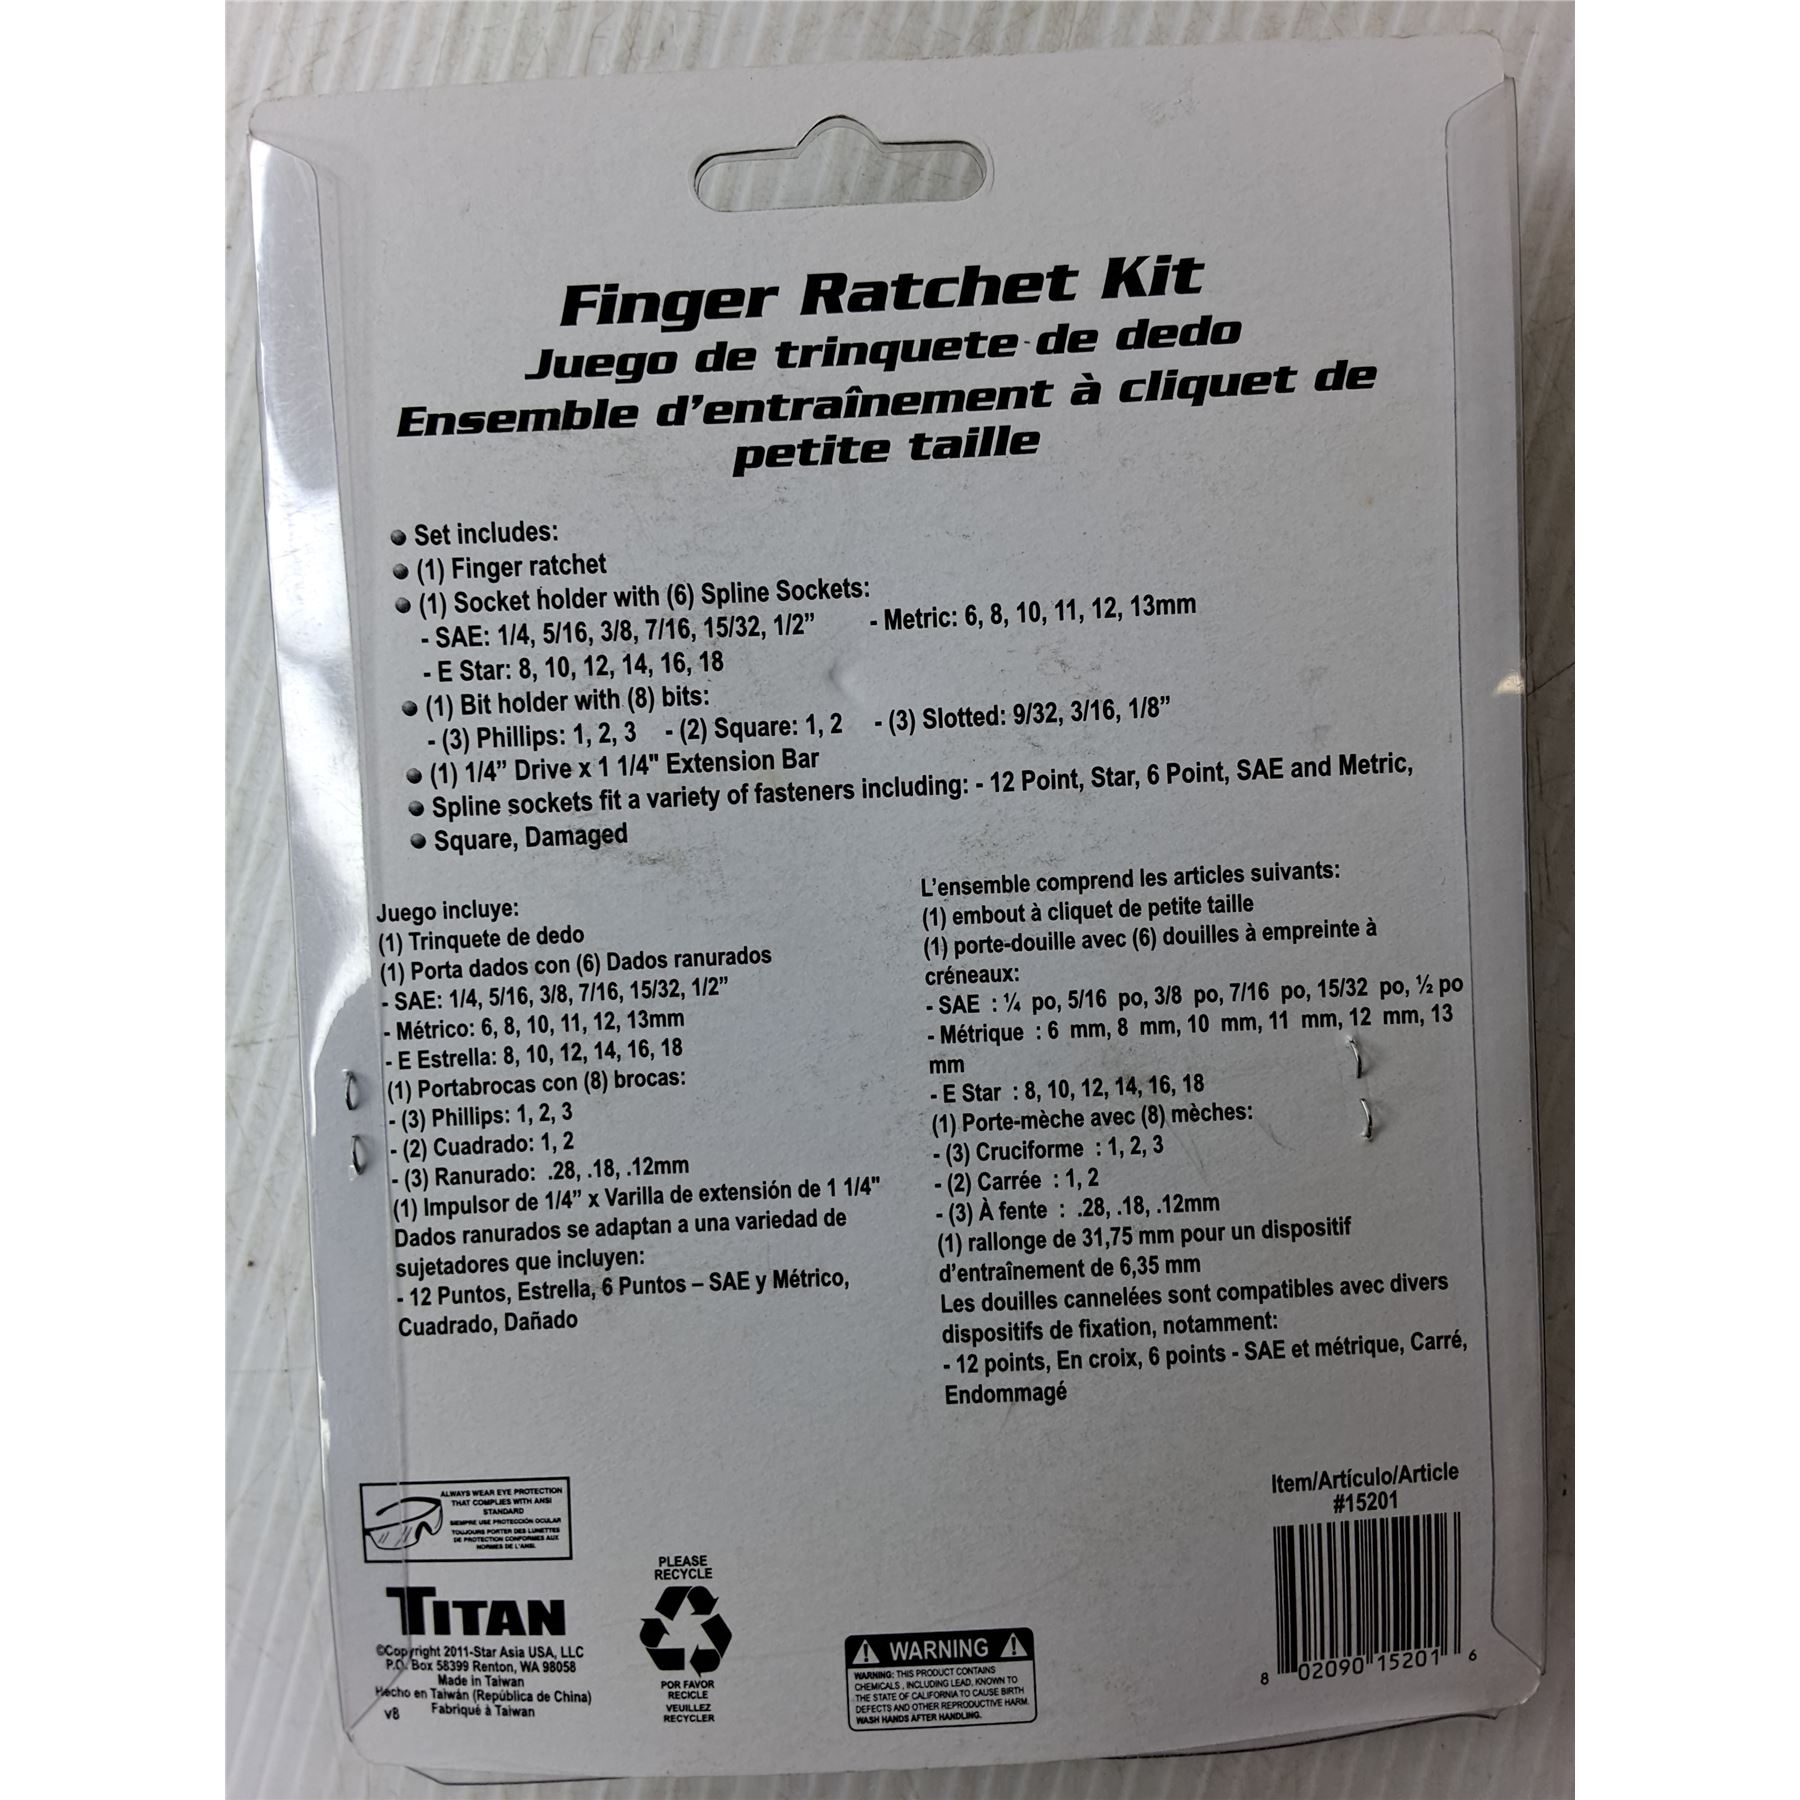 Finger Ratchet Kit
Juego de trinquete de dedo
Ensemble d'entraînement à cliquet de
petite taille
Set includes:
(1) Finger ratchet
(1) Socket holder with (6) Spline Sockets:
- SAE: 1/4, 5/16, 3/8, 7/16, 15/32, 1/2” - Metric: 6, 8, 10, 11, 12, 13mm
- E Star: 8, 10, 12, 14, 16, 18
(1) Bit holder with (8) bits:
- (3) Phillips: 1, 2, 3 - (2) Square: 1, 2 - (3) Slotted: 9/32, 3/16, 1/8”
(1) 1/4” Drive x 1 1/4" Extension Bar
Spline sockets fit a variety of fasteners including: - 12 Point, Star, 6 Point, SAE and Metric,
Square, Damaged
Juego incluye:
(1) Trinquete de dedo
(1) Porta dados con (6) Dados ranurados
- SAE: 1/4, 5/16, 3/8, 7/16, 15/32, 1/2”
- Métrico: 6, 8, 10, 11, 12, 13mm
- E Estrella: 8, 10, 12, 14, 16, 18
(1) Portabrocas con (8) brocas:
- (3) Phillips: 1, 2, 3
- (2) Cuadrado: 1, 2
- (3) Ranurado: .28, .18, .12mm
(1) Impulsor de 1/4” x Varilla de extensión de 1 1/4"
Dados ranurados se adaptan a una variedad de
sujetadores que incluyen:
- 12 Puntos, Estrella, 6 Puntos – SAE y Métrico,
Cuadrado, Dañado
L'ensemble comprend les articles suivants:
(1) embout à cliquet de petite taille
(1) porte-douille avec (6) douilles à empreinte à
créneaux:
- SAE : ¼ po, 5/16 po, 3/8 po, 7/16 po, 15/32 po, ½ po
- Métrique : 6 mm, 8 mm, 10 mm, 11 mm, 12 mm, 13
mm
- E Star : 8, 10, 12, 14, 16, 18
(1) Porte-mèche avec (8) mèches:
- (3) Cruciforme : 1, 2, 3
- (2) Carrée : 1, 2
- (3) À fente : .28, .18, .12mm
(1) rallonge de 31,75 mm pour un dispositif
d'entraînement de 6,35 mm
Les douilles cannelées sont compatibles avec divers
dispositifs de fixation, notamment:
- 12 points, En croix, 6 points - SAE et métrique, Carré,
Endommagé
ALWAYS WEAR EYE PROTECTION
THAT COMPLIES WITH ANSI
STANDARD
SIEMPRE USE PROTECCIÓN OCULAR
TOUJOURS PORTER DES LUNETTES
DE PROTECTION CONFORMES AUX
NORMES DE L'ANSI.
TITAN
©Copyright 2011-Star Asia USA, LLC
P.O. Box 58399 Renton, WA 98058
Made in Taiwan
Hecho en Taiwán (República de China)
v8 Fabriqué à Taiwan
PLEASE
RECYCLE
POR FAVOR
RECICLE
VEUILLEZ
RECYCLER
WARNING
WARNING: THIS PRODUCT CONTAINS
CHEMICALS, INCLUDING LEAD, KNOWN TO
THE STATE OF CALIFORNIA TO CAUSE BIRTH
DEFECTS AND OTHER REPRODUCTIVE HARM.
WASH HANDS AFTER HANDLING.
Item/Artículo/Article
#15201
8 02090 15201 6